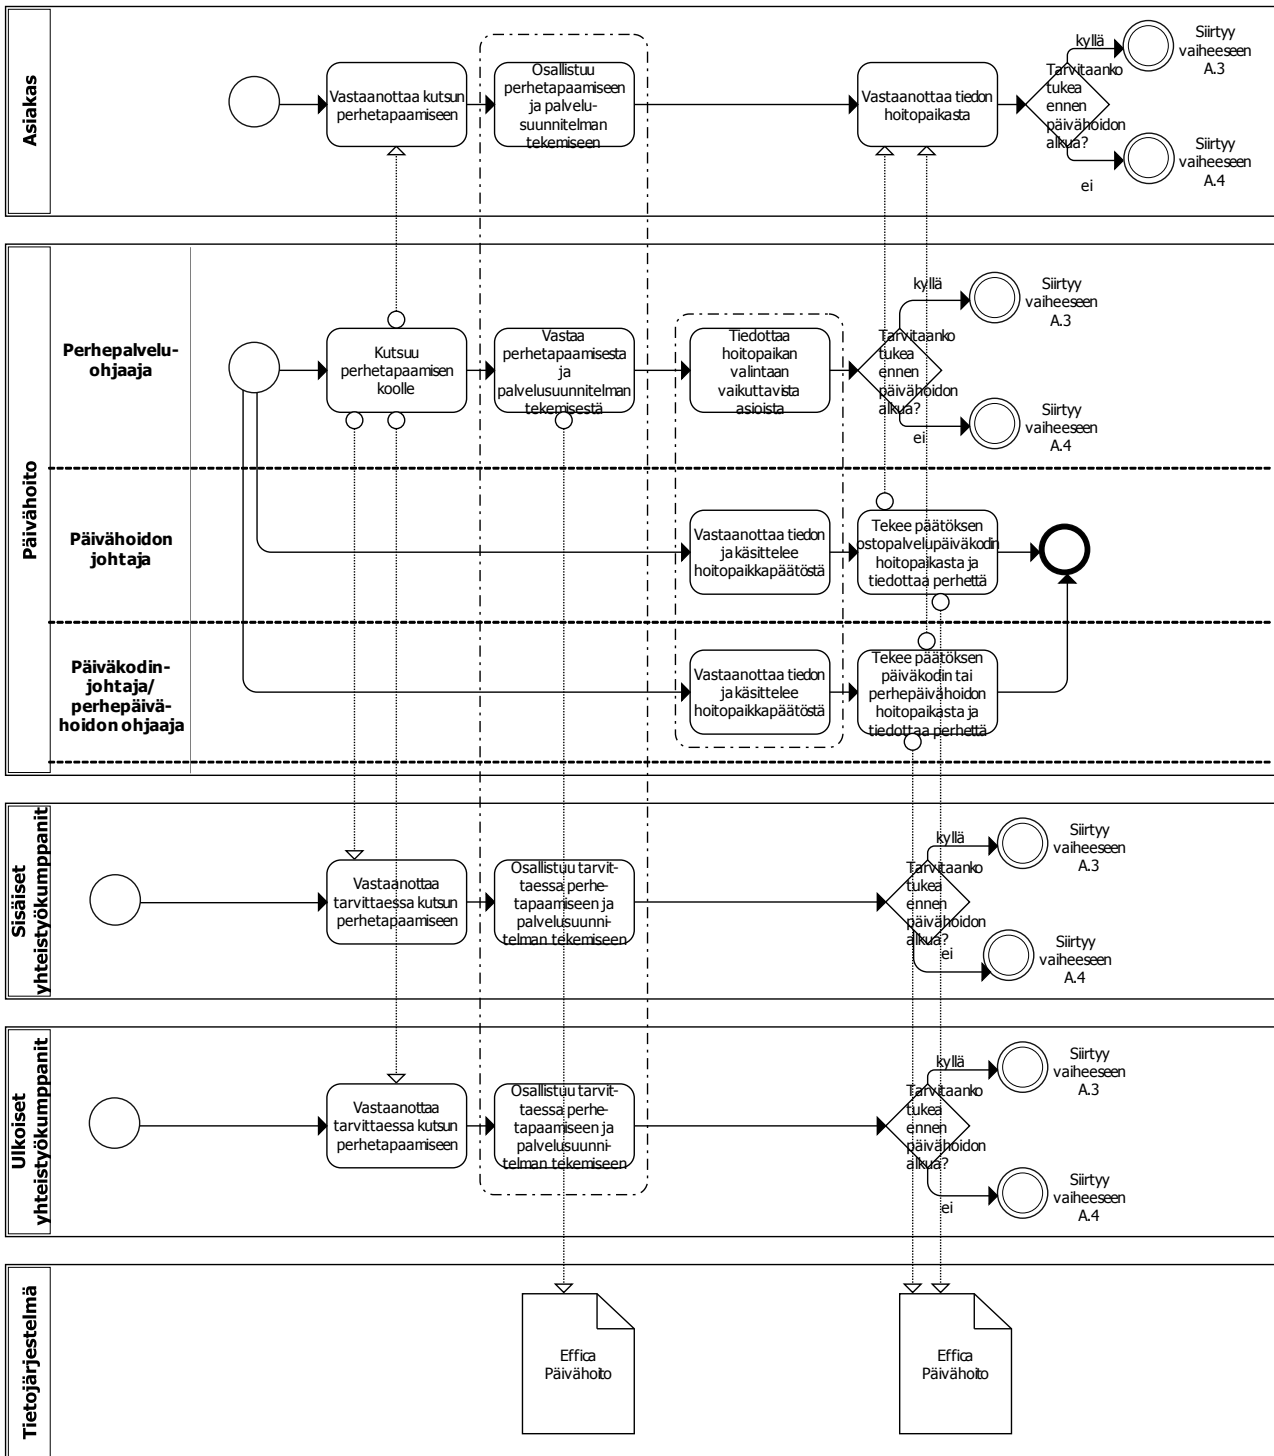 Asiakas
Vastaanottaa kutsun
perhetapaamiseen
Osallistuu
perhetapaamiseen
ja palvelu-
suunnitelman
tekemiseen
Vastaanottaa tiedon
hoitopaikasta
Tarvitaanko
tukea
ennen
päivähoidon
alkua?
kyllä
ei
Siirtyy
vaiheeseen
A.3
Siirtyy
vaiheeseen
A.4
Päivähoito
Perhepalvelu-
ohjaaja
Kutsuu
perhetapaamisen
koolle
Vastaa
perhetapaamisesta
ja
palvelusuunnitelman
tekemisestä
Tiedottaa
hoitopaikan
valintaan
vaikuttavista
asioista
Tarvitaanko
tukea
ennen
päivähoidon
alkua?
kyllä
ei
Siirtyy
vaiheeseen
A.3
Siirtyy
vaiheeseen
A.4
Päivähoidon
johtaja
Vastaanottaa tiedon
ja käsittelee
hoitopaikkapäätöstä
Tekee päätöksen
ostopalvelupäiväkodin
hoitopaikasta ja
tiedottaa perhettä
Päiväkodin-
johtaja/
perhepäivä-
hoidon ohjaaja
Vastaanottaa tiedon
ja käsittelee
hoitopaikkapäätöstä
Tekee päätöksen
päiväkodin tai
perhepäivähoidon
hoitopaikasta ja
tiedottaa perhettä
Sisäiset
yhteistyökumppanit
Vastaanottaa
tarvittaessa kutsun
perhetapaamiseen
Osallistuu tarvit-
taessa perhe-
tapaamiseen ja
palvelusuunni-
telman tekemiseen
Tarvitaanko
tukea
ennen
päivähoidon
alkua?
kyllä
ei
Siirtyy
vaiheeseen
A.3
Siirtyy
vaiheeseen
A.4
Ulkoiset
yhteistyökumppanit
Vastaanottaa
tarvittaessa kutsun
perhetapaamiseen
Osallistuu tarvit-
taessa perhe-
tapaamiseen ja
palvelusuunni-
telman tekemiseen
Tarvitaanko
tukea
ennen
päivähoidon
alkua?
kyllä
ei
Siirtyy
vaiheeseen
A.3
Siirtyy
vaiheeseen
A.4
Tietojärjestelmä
Effica
Päivähoito
Effica
Päivähoito